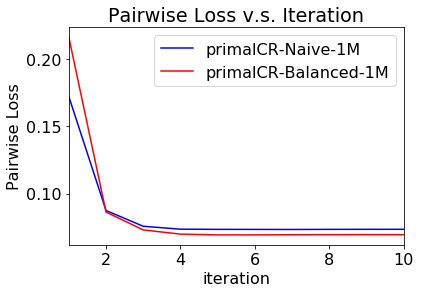 Pairwise Loss v.s. Iteration
primalCR-Naive-1M
primalCR-Balanced-1M
Pairwise Loss
0.20
0.15
0.10
2
4
6
8
10
iteration